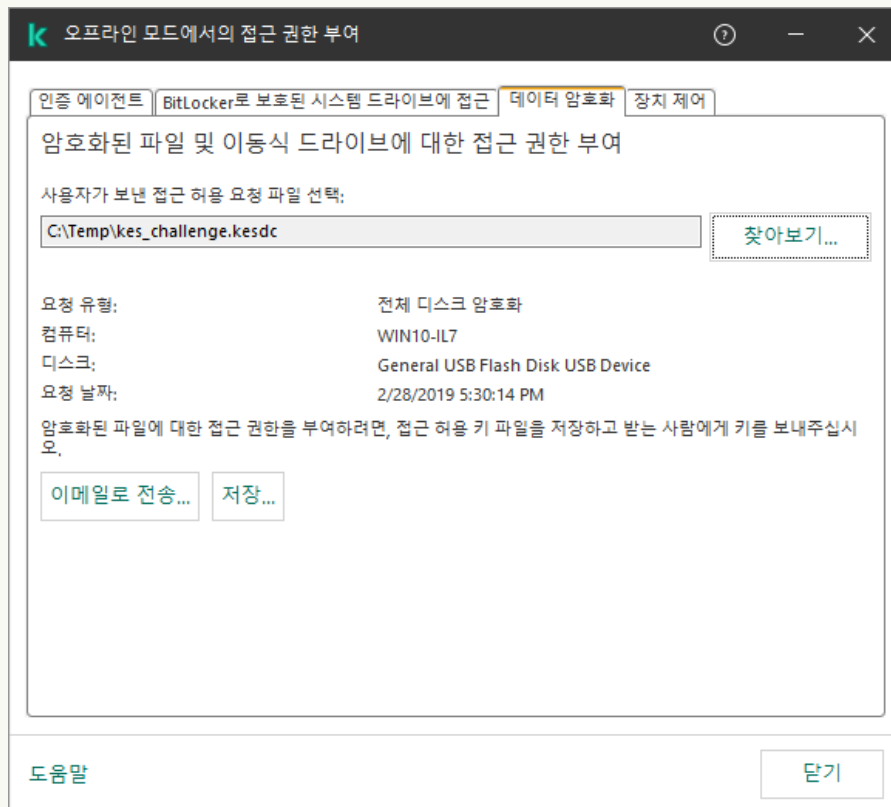 오프라인 모드에서의 접근 권한 부여
인증 에이전트 BitLocker로 보호된 시스템 드라이브에 접근 데이터 암호화 장치 제어
암호화된 파일 및 이동식 드라이브에 대한 접근 권한 부여
사용자가 보낸 접근 허용 요청 파일 선택:
C:\Temp\kes_challenge.kesdc 찾아보기...
요청 유형: 전체 디스크 암호화
컴퓨터: WIN10-IL7
디스크: General USB Flash Disk USB Device
요청 날짜: 2/28/2019 5:30:14 PM
암호화된 파일에 대한 접근 권한을 부여하려면, 접근 허용 키 파일을 저장하고 받는 사람에게 키를 보내주십시
오.
이메일로 전송... 저장...
도움말 닫기